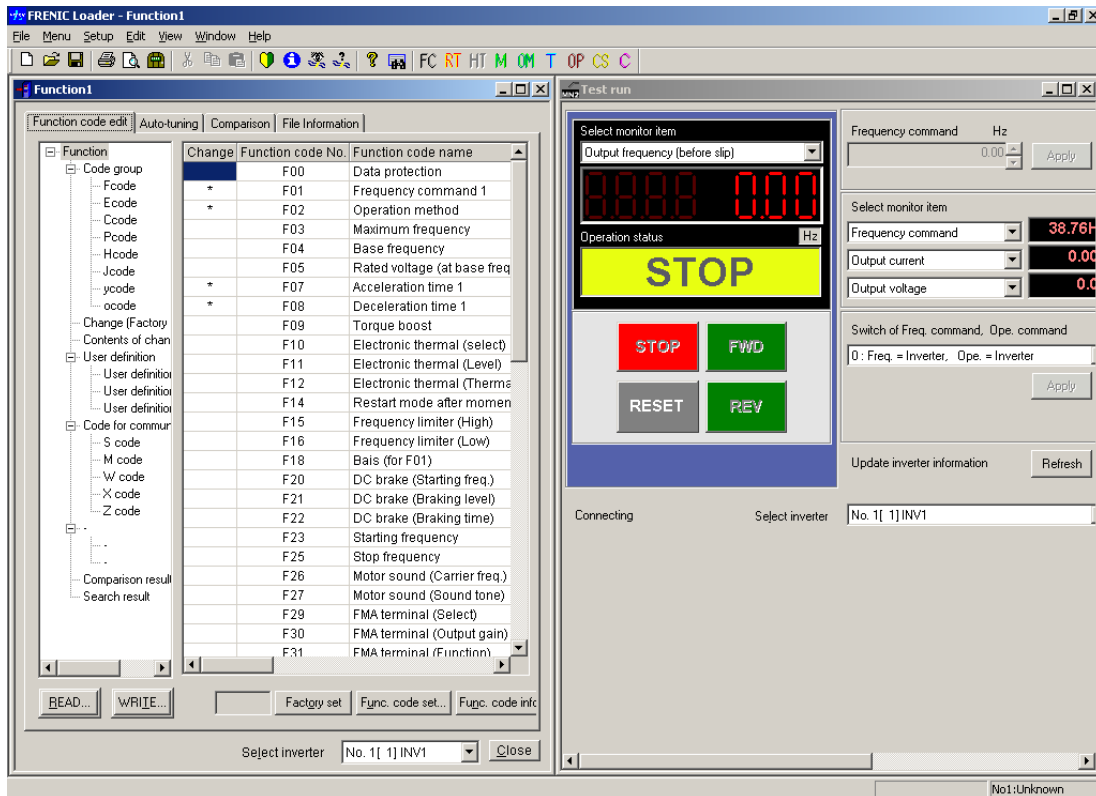 FRENIC Loader - Function1
File Menu Setup Edit View Window Help
FC RT HT M OM T OP CS C
Function1
Function code edit Auto-tuning Comparison File Information
Function
Code group
Fcode
Ecode
Ccode
Pcode
Hcode
Jcode
ycode
ocode
Change (Factory
Contents of chan
User definition
User definition
User definition
User definition
Code for commun
S code
M code
W code
X code
Z code
-
-
-
Comparison result
Search result
Change Function code No. Function code name
F00 Data protection
* F01 Frequency command 1
* F02 Operation method
F03 Maximum frequency
F04 Base frequency
F05 Rated voltage (at base freq
* F07 Acceleration time 1
* F08 Deceleration time 1
F09 Torque boost
F10 Electronic thermal (select)
F11 Electronic thermal (Level)
F12 Electronic thermal (Therma
F14 Restart mode after momen
F15 Frequency limiter (High)
F16 Frequency limiter (Low)
F18 Bais (for F01)
F20 DC brake (Starting freq.)
F21 DC brake (Braking level)
F22 DC brake (Braking time)
F23 Starting frequency
F25 Stop frequency
F26 Motor sound (Carrier freq.)
F27 Motor sound (Sound tone)
F29 FMA terminal (Select)
F30 FMA terminal (Output gain)
F31 FMA terminal (Function)
READ... WRITE... Factory set Func. code set... Func. code info
Select inverter No. 1[ 1] INV1 Close
MN2 Test run
Select monitor item
Output frequency (before slip)
0.00
Operation status Hz
STOP
STOP FWD
RESET REV
Connecting Select inverter No. 1[ 1] INV1
Frequency command Hz
0.00 Apply
Select monitor item
Frequency command 38.76H
Output current 0.00
Output voltage 0.0
Switch of Freq. command, Ope. command
0 : Freq. = Inverter, Ope. = Inverter
Apply
Update inverter information Refresh
No1:Unknown